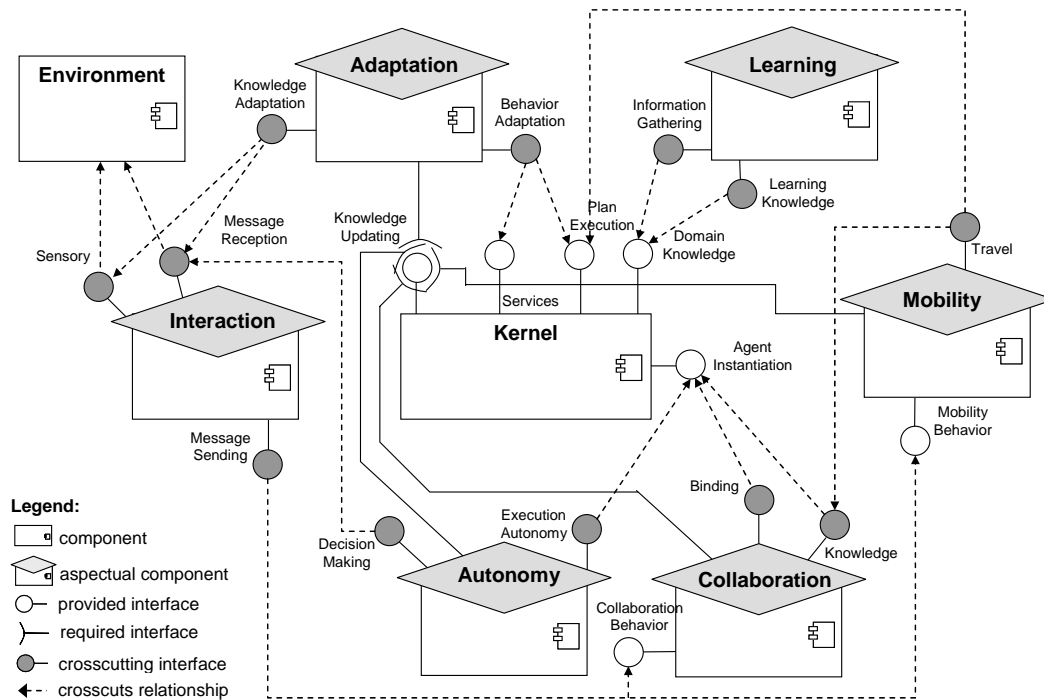 Environment
Adaptation
Learning
Knowledge
Adaptation
Behavior
Adaptation
Information
Gathering
Learning
Knowledge
Message
Reception
Knowledge
Updating
Plan
Execution
Domain
Knowledge
Sensory
Travel
Services
Interaction
Kernel
Mobility
Agent
Instantiation
Message
Sending
Mobility
Behavior
Binding
Decision
Making
Execution
Autonomy
Knowledge
Autonomy
Collaboration
Collaboration
Behavior
Legend:
component
aspectual component
provided interface
required interface
crosscutting interface
crosscuts relationship